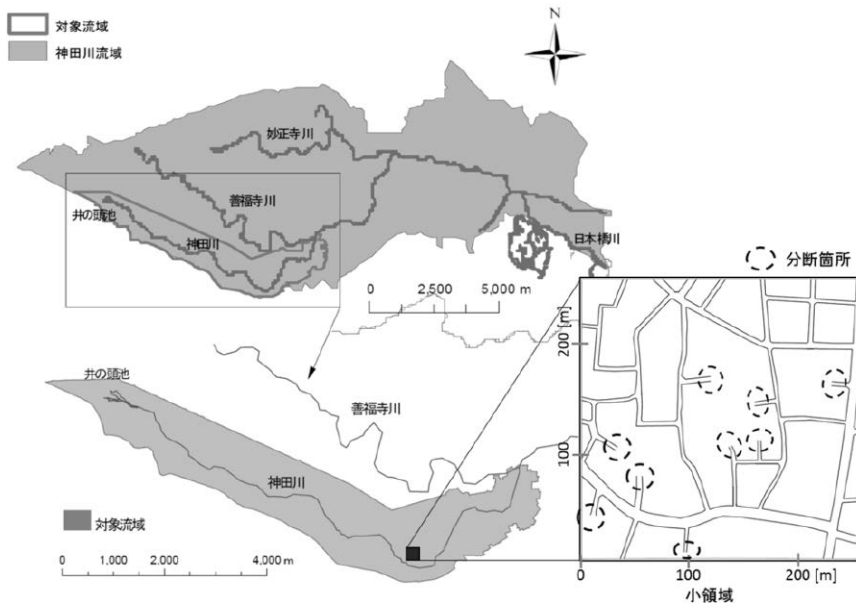 対象流域
神田川流域
N
妙正寺川
善福寺川
井の頭池
神田川
日本橋川
0 2,500 5,000 m
分断箇所
200 [m]
100
井の頭池
善福寺川
神田川
対象流域
0 1,000 2,000 4,000 m
0 100 200 [m]
小領域